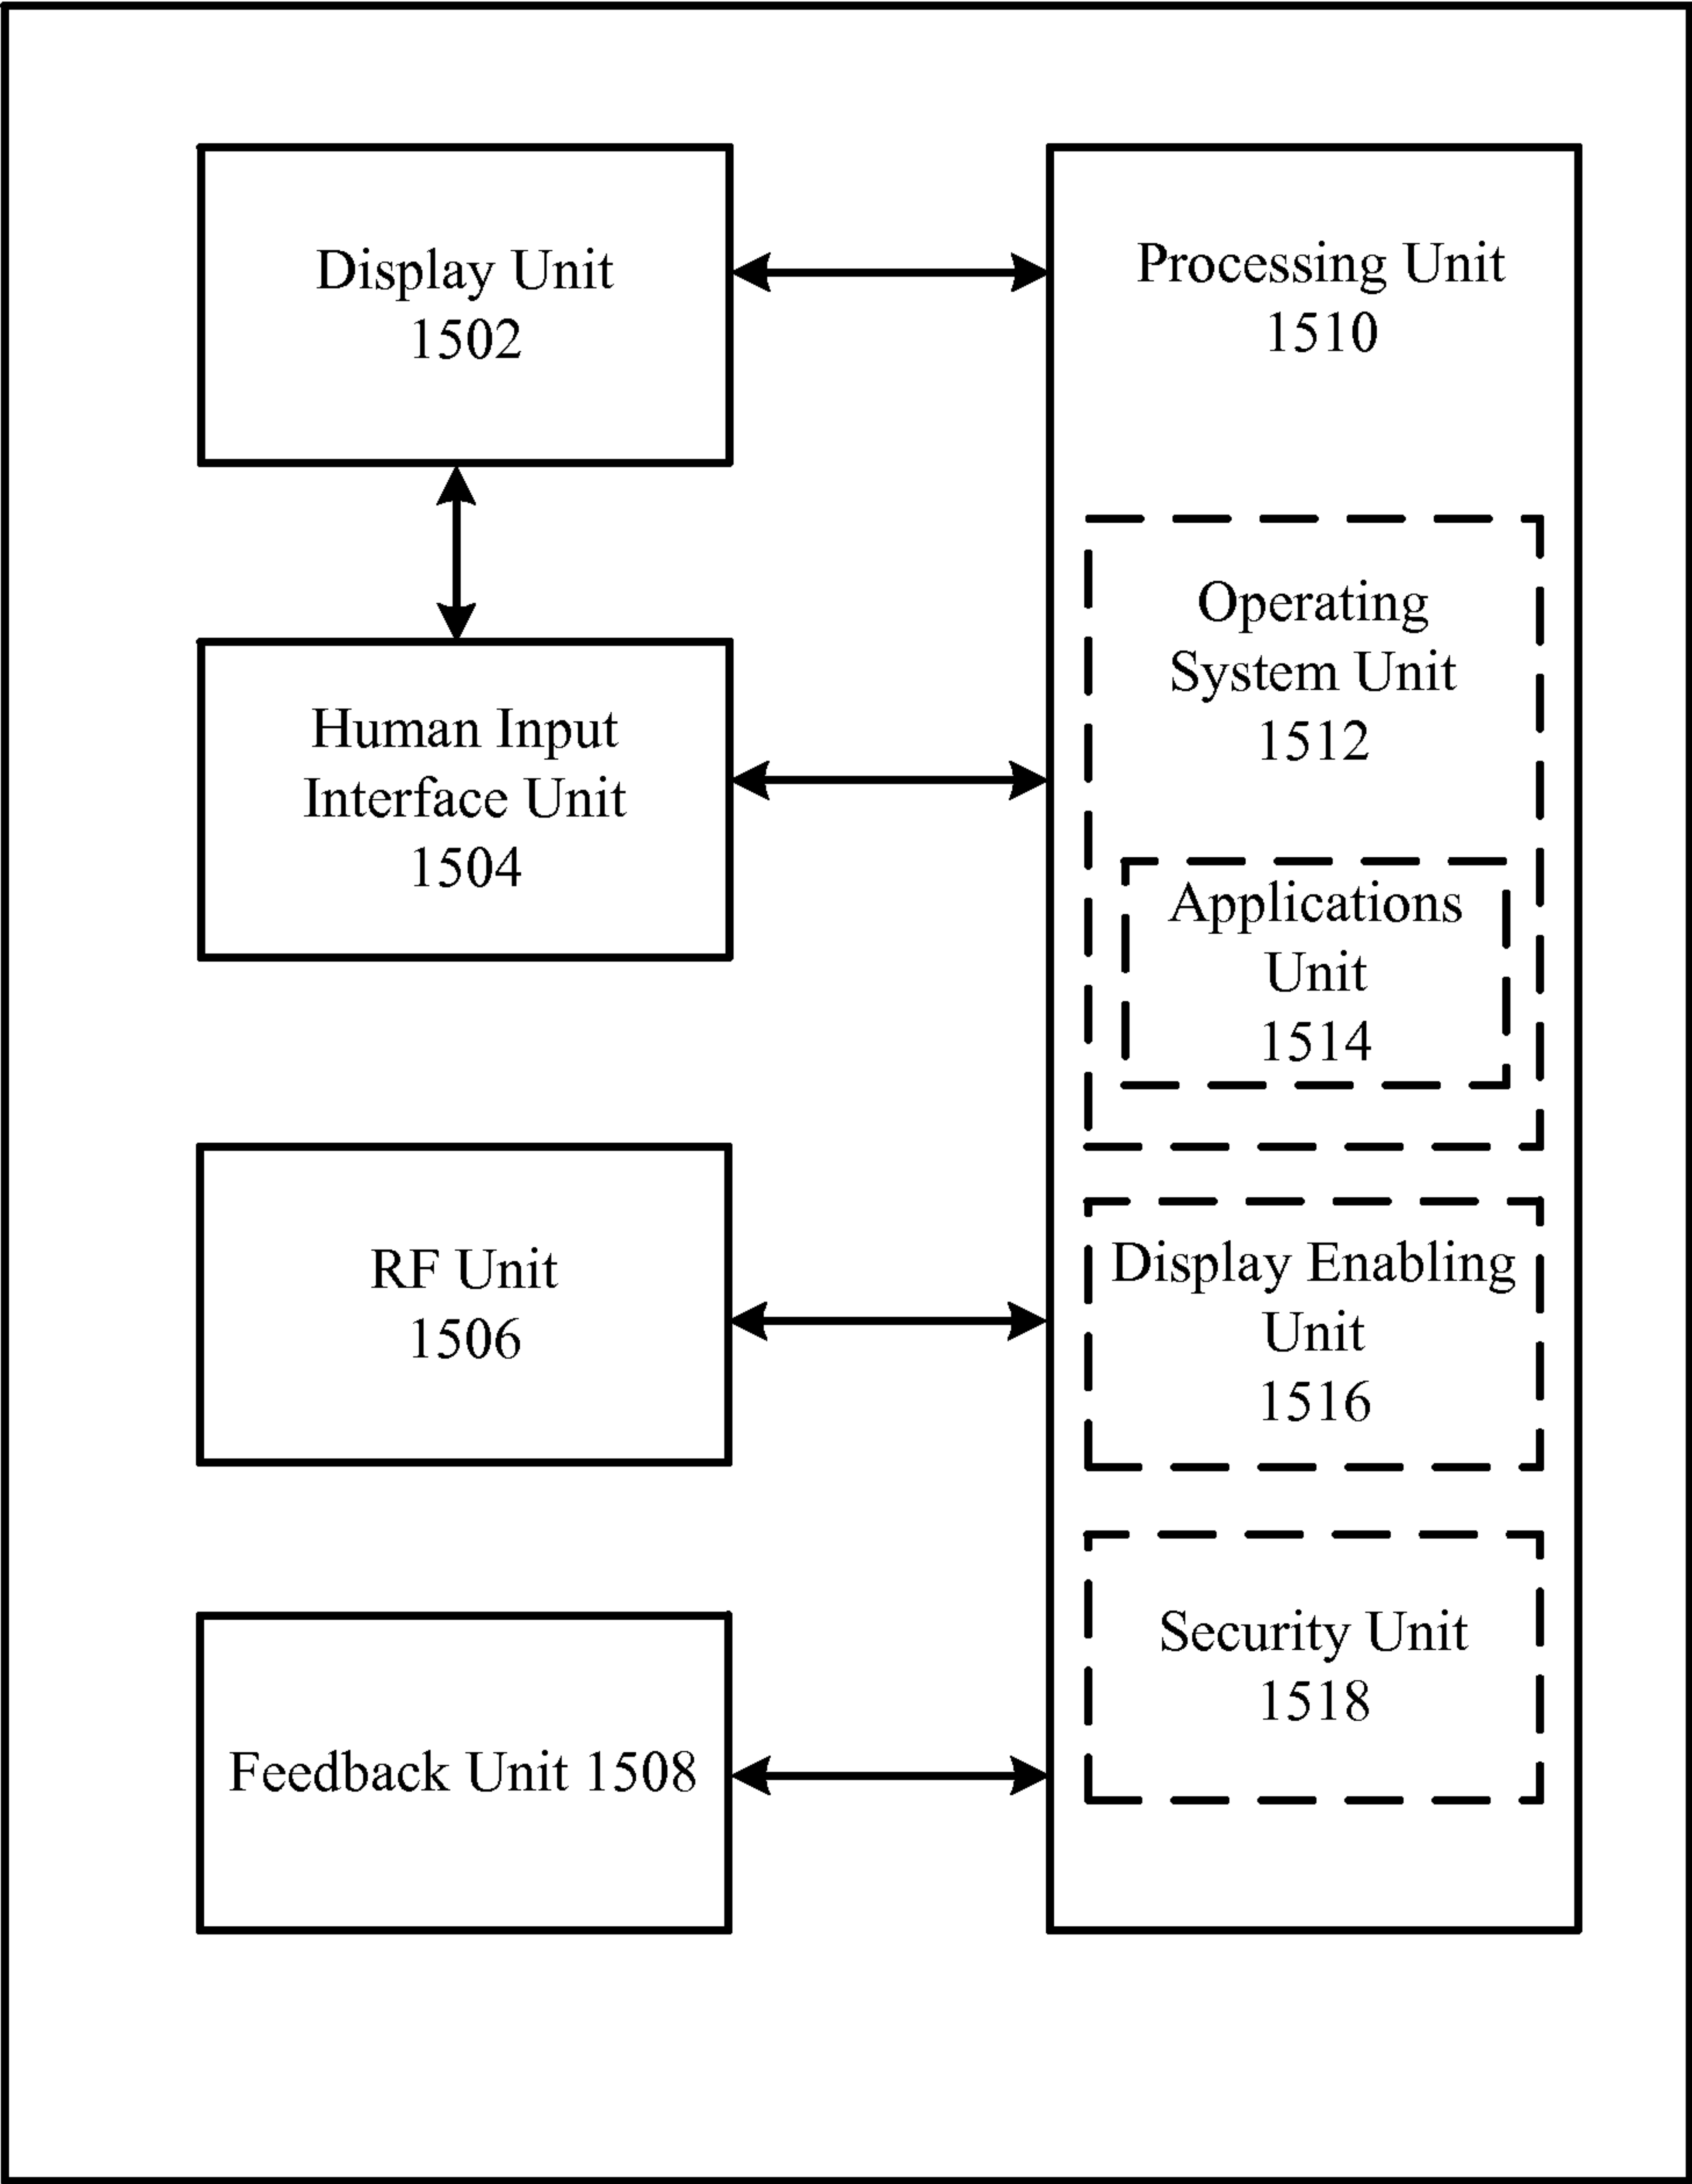 Display Unit
1502
Human Input
Interface Unit
1504
RF Unit
1506
Feedback Unit 1508
Processing Unit
1510
Operating
System Unit
1512
Applications
Unit
1514
Display Enabling
Unit
1516
Security Unit
1518